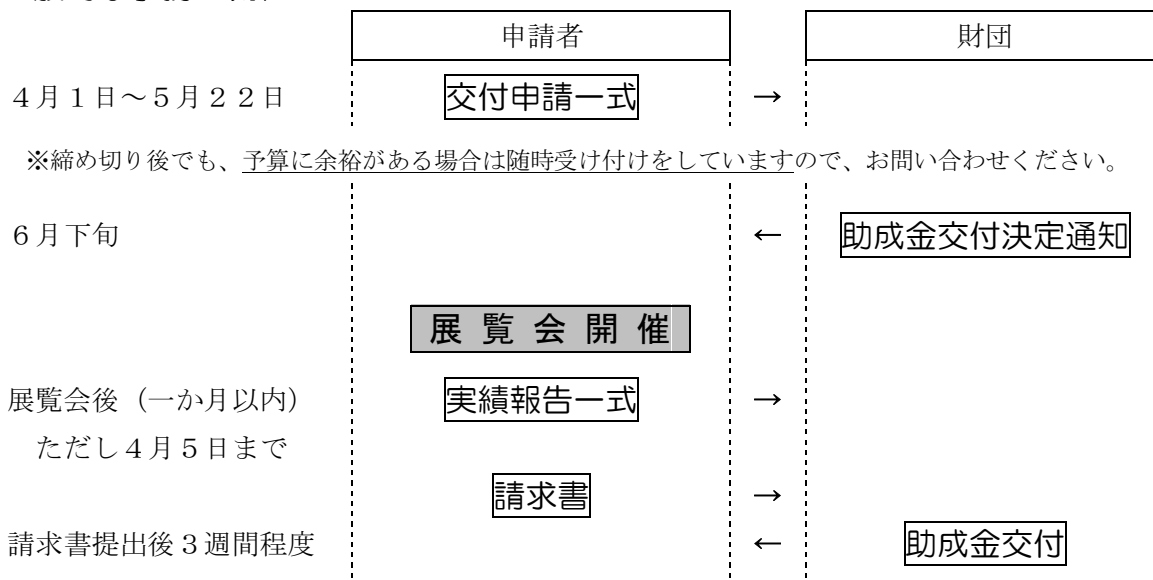 申請者 財団
４月１日～５月２２日 交付申請一式 →
※締め切り後でも、予算に余裕がある場合は随時受け付けをしていますので、お問い合わせください。
６月下旬 ← 助成金交付決定通知
展覧会開催
展覧会後（一か月以内） 実績報告一式 →
ただし４月５日まで
請求書 →
請求書提出後３週間程度 ← 助成金交付